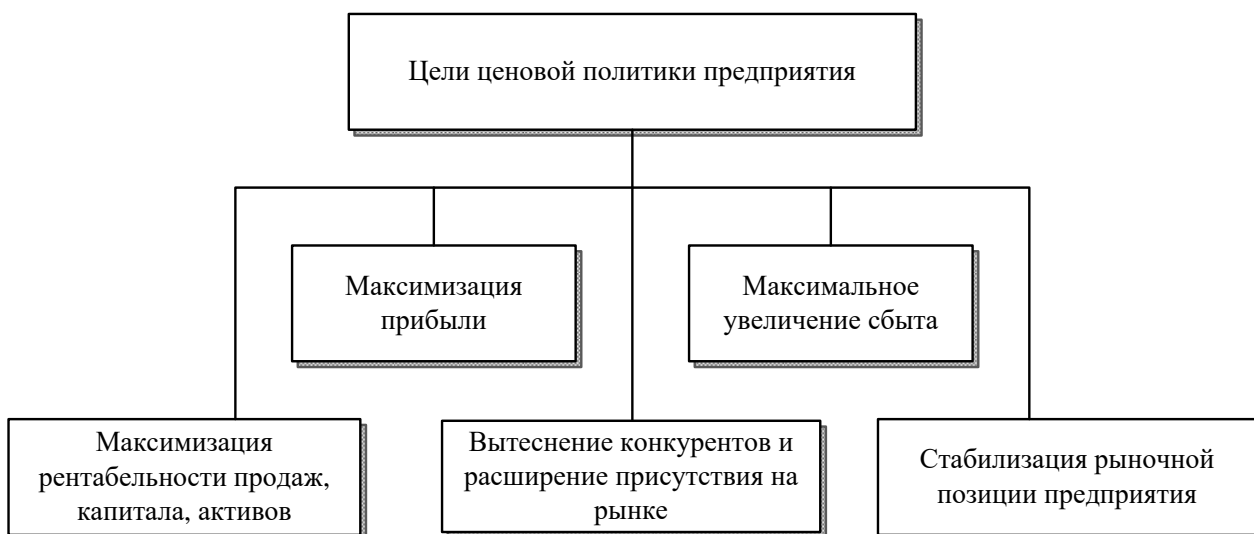 Цели ценовой политики предприятия
Максимизация
прибыли
Максимальное
увеличение сбыта
Максимизация
рентабельности продаж,
капитала, активов
Вытеснение конкурентов и
расширение присутствия на
рынке
Стабилизация рыночной
позиции предприятия